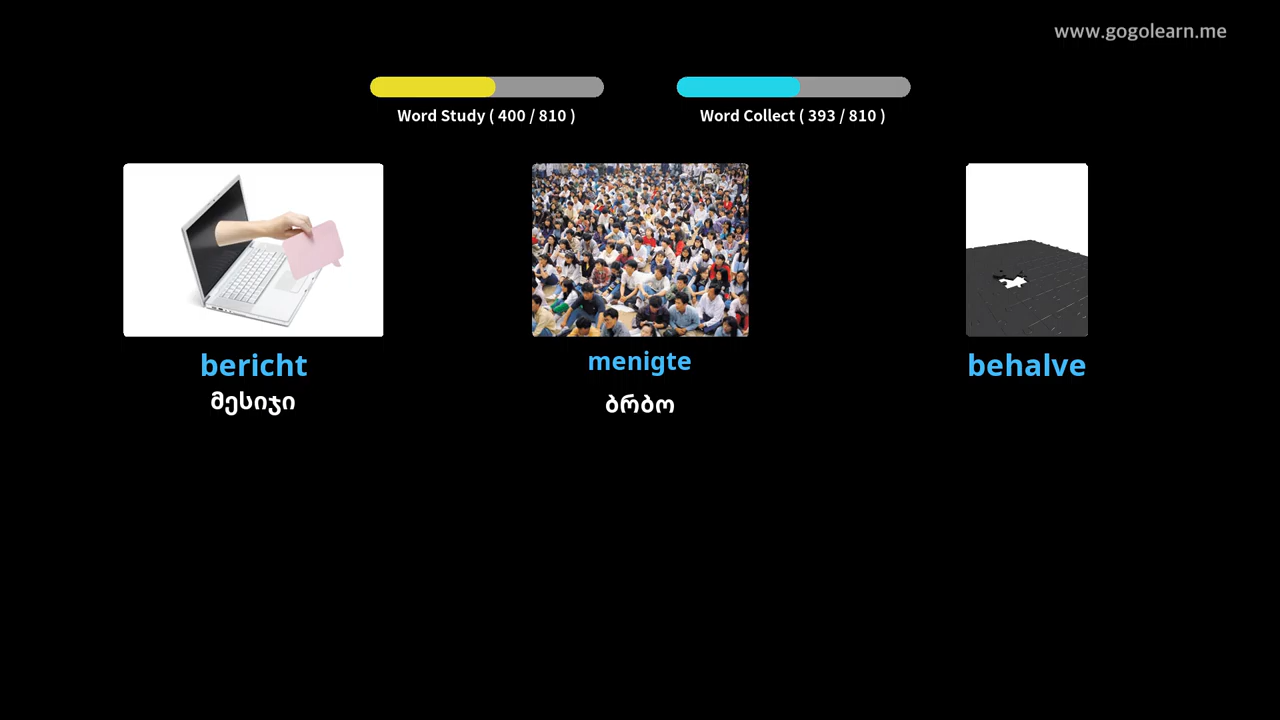 www.gogolearn.me
Word Study ( 400 / 810 )
Word Collect ( 393 / 810 )
bericht
მესიჯი
menigte
ბრბო
behalve